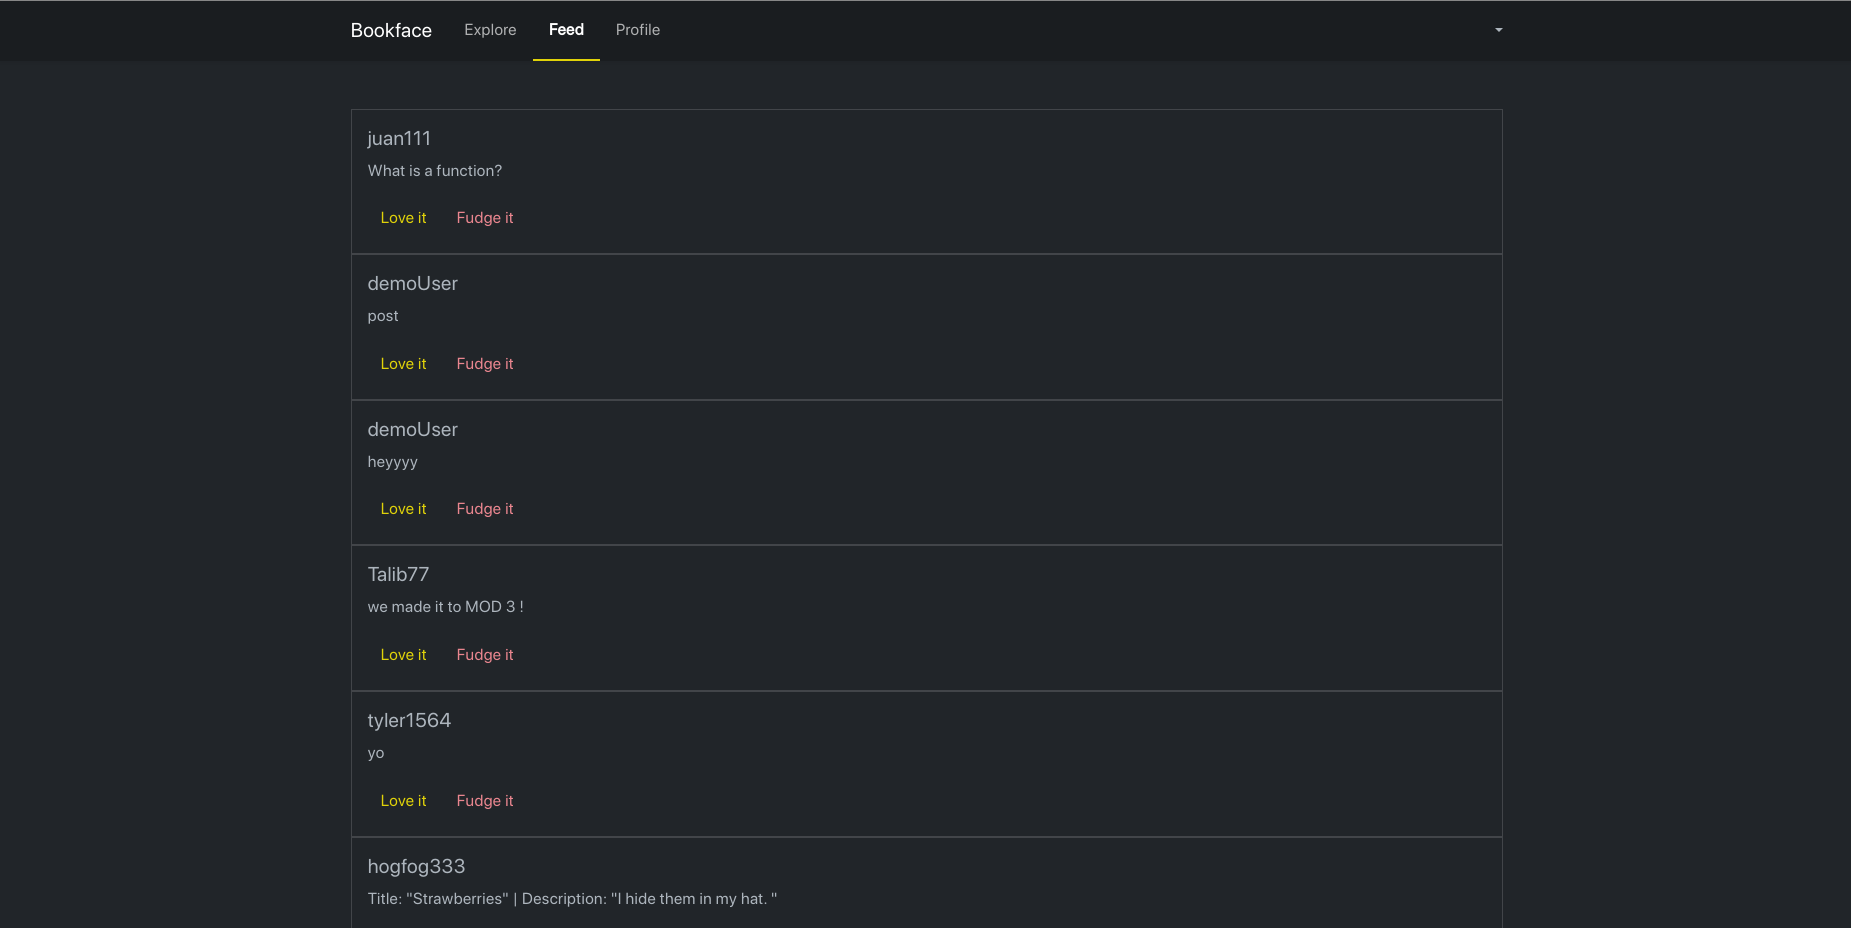 Bookface Explore Feed Profile
juan111
What is a function?
Love it Fudge it
demoUser
post
Love it Fudge it
demoUser
heyyyy
Love it Fudge it
Talib77
we made it to MOD 3 !
Love it Fudge it
tyler1564
yo
Love it Fudge it
hogfog333
Title: "Strawberries" | Description: "I hide them in my hat. "